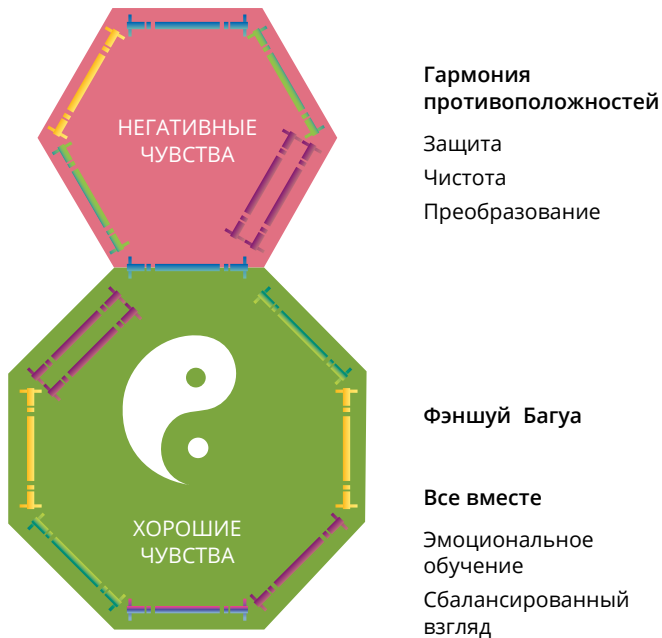 НЕГАТИВНЫЕ
ЧУВСТВА
Гармония
противоположностей
Защита
Чистота
Преобразование
Фэншуй Багуа
Все вместе
Эмоциональное
обучение
Сбалансированный
взгляд
ХОРОШИЕ
ЧУВСТВА